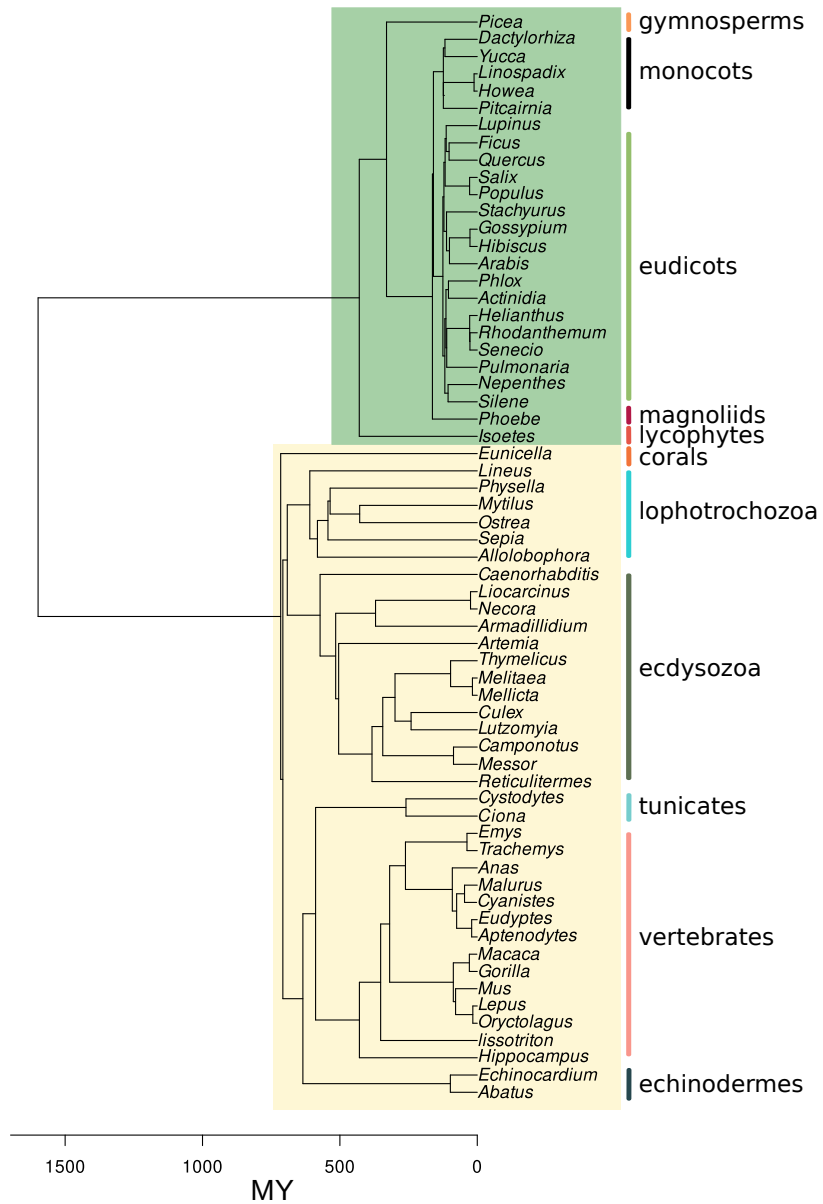 Picea
gymnosperms
Dactylorhiza
Yucca
monocots
Linospadix
Howea
Pitcairnia
Lupinus
Ficus
Quercus
Salix
Populus
Stachyurus
Gossypium
Hibiscus
Arabis
eudicots
Phlox
Actinidia
Helianthus
Rhodanthemum
Senecio
Pulmonaria
Nepenthes
Silene
Phoebe
magnoliids
Isoetes
lycophytes
Eunicella
corals
Lineus
Physella
Mytilus
lophotrochozoa
Ostrea
Sepia
Allolobophora
Caenorhabditis
Liocarcinus
Necora
Armadillidium
Artemia
Thymelicus
ecdysozoa
Melitaea
Mellicta
Culex
Lutzomyia
Camponotus
Messor
Reticulitermes
Cystodytes
tunicates
Ciona
Emys
Trachemys
Anas
Malurus
Cyanistes
Eudyptes
Aptenodytes
vertebrates
Macaca
Gorilla
Mus
Lepus
Oryctolagus
lissotriton
Hippocampus
Echinocardium
echinodermes
Abatus
1500 1000 500 0
MY